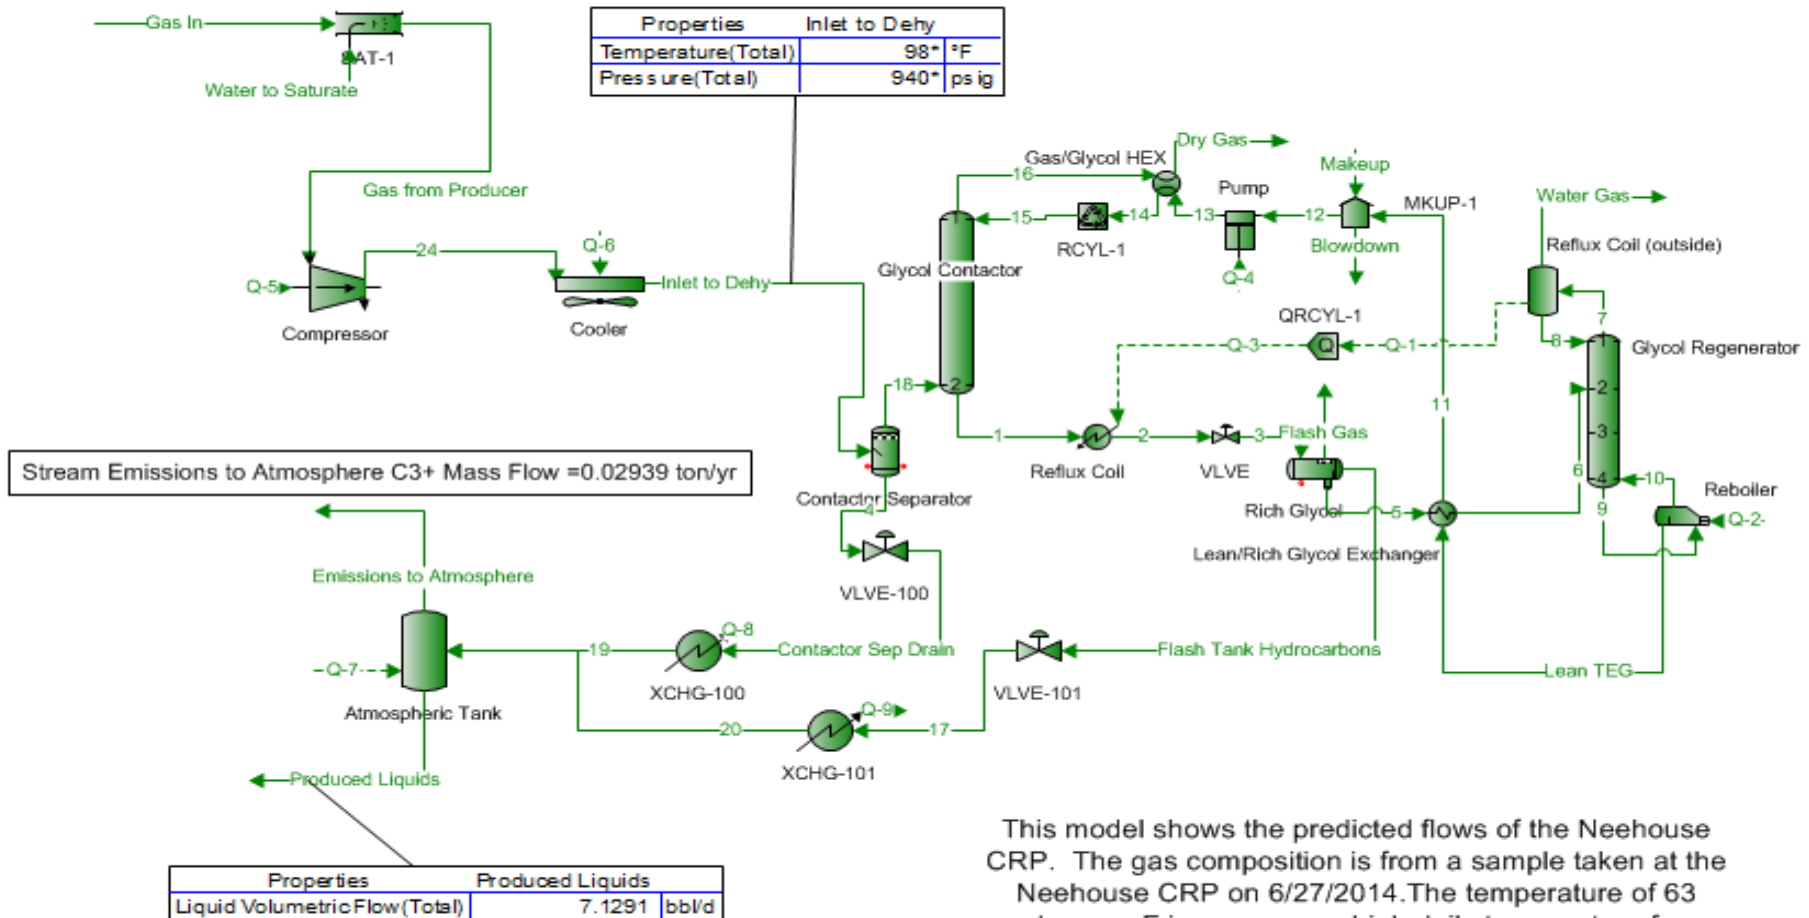 Gas In
SAT-1
Water to Saturate
Properties Inlet to Dehy
Temperature(Total) 98* °F
Pressure(Total) 940* psig
Gas from Producer
24
Q-5
Compressor
Q-6
Cooler
Inlet to Dehy
Dry Gas
Gas/Glycol HEX
16
1
15
14
13
RCYL-1
Pump
Q-4
12
Makeup
MKUP-1
Blowdown
Water Gas
Reflux Coil (outside)
Glycol Contactor
QRCYL-1
Q-3
Q
Q-1
7
8
1
Glycol Regenerator
2
3
4
18
2
11
1
Reflux Coil
2
VLVE
3
Flash Gas
6
10
9
Reboiler
Q-2
Rich Glycol
5
Lean/Rich Glycol Exchanger
Contactor Separator
4
VLVE-100
Stream Emissions to Atmosphere C3+ Mass Flow =0.02939 ton/yr
Emissions to Atmosphere
Q-7
Atmospheric Tank
19
Q-8
XCHG-100
Contactor Sep Drain
VLVE-101
Flash Tank Hydrocarbons
Lean TEG
20
Q-9
17
XCHG-101
Produced Liquids
Properties Produced Liquids
Liquid Volumetric Flow(Total) 7.1291 bbl/d
This model shows the predicted flows of the Neehouse
CRP. The gas composition is from a sample taken at the
Neehouse CRP on 6/27/2014.The temperature of 63